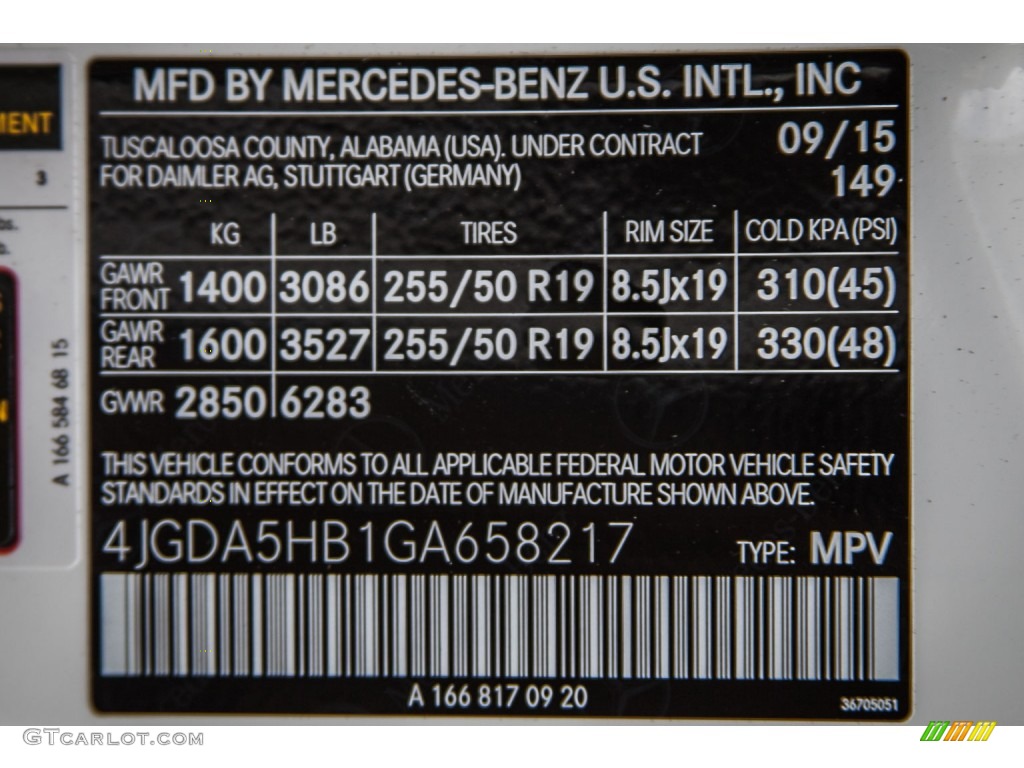 MFD BY MERCEDES-BENZ U.S. INTL., INC
TUSCALOOSA COUNTY, ALABAMA (USA). UNDER CONTRACT 09/15
FOR DAIMLER AG, STUTTGART (GERMANY) 149
KG LB TIRES RIM SIZE COLD KPA (PSI)
GAWR FRONT 1400 3086 255/50 R19 8.5Jx19 310(45)
GAWR REAR 1600 3527 255/50 R19 8.5Jx19 330(48)
GVWR 2850 6283
THIS VEHICLE CONFORMS TO ALL APPLICABLE FEDERAL MOTOR VEHICLE SAFETY
STANDARDS IN EFFECT ON THE DATE OF MANUFACTURE SHOWN ABOVE.
4JGDA5HB1GA658217 TYPE: MPV
A 166 817 09 20
36705051
3
A 166 584 68 15
GTCARLOT.COM